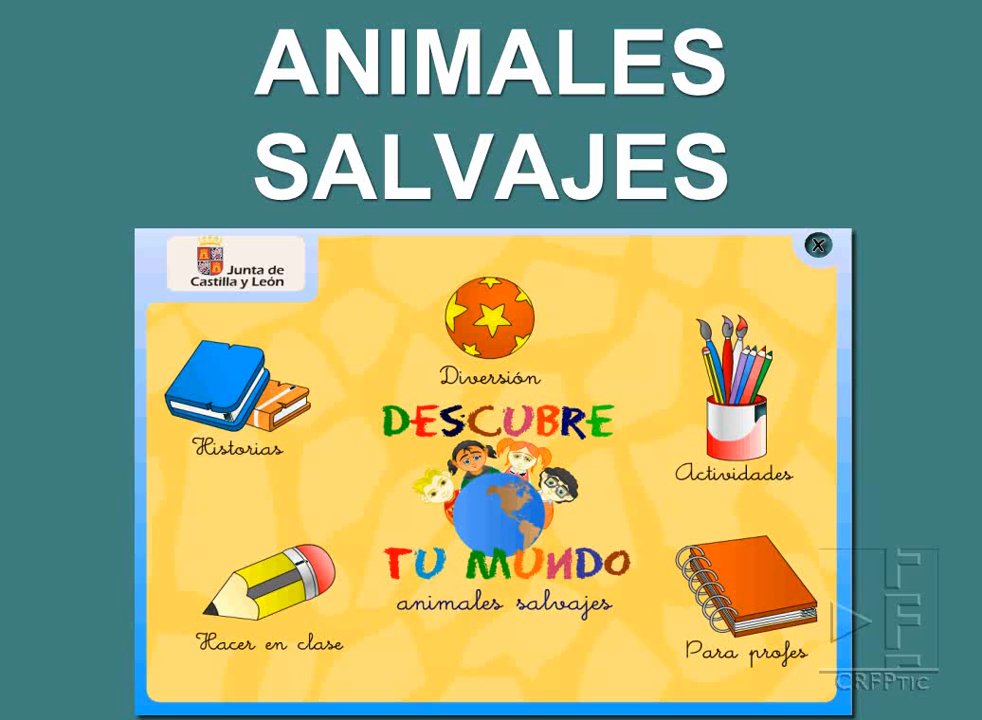 ANIMALES
SALVAJES
Junta de
Castilla y León
Diversión
Historias
DESCUBRE
Actividades
TU MUNDO
animales salvajes
Hacer en clase
Para profes
CRFPTIC